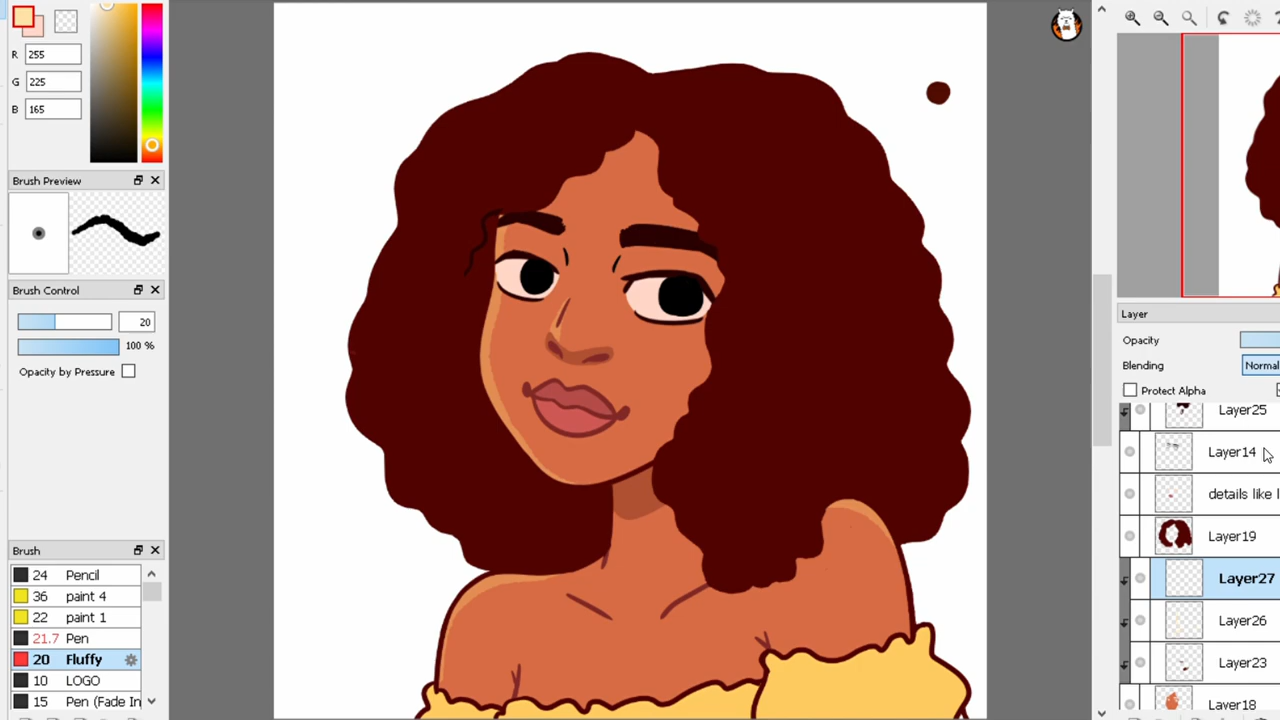 R 255
G 225
B 165
Brush Preview
Brush Control
20
100 %
Opacity by Pressure
Brush
24 Pencil
36 paint 4
22 paint 1
21.7 Pen
20 Fluffy
10 LOGO
15 Pen (Fade In
Layer
Opacity
Blending Normal
Protect Alpha
Layer25
Layer14
details like l
Layer19
Layer27
Layer26
Layer23
Layer18